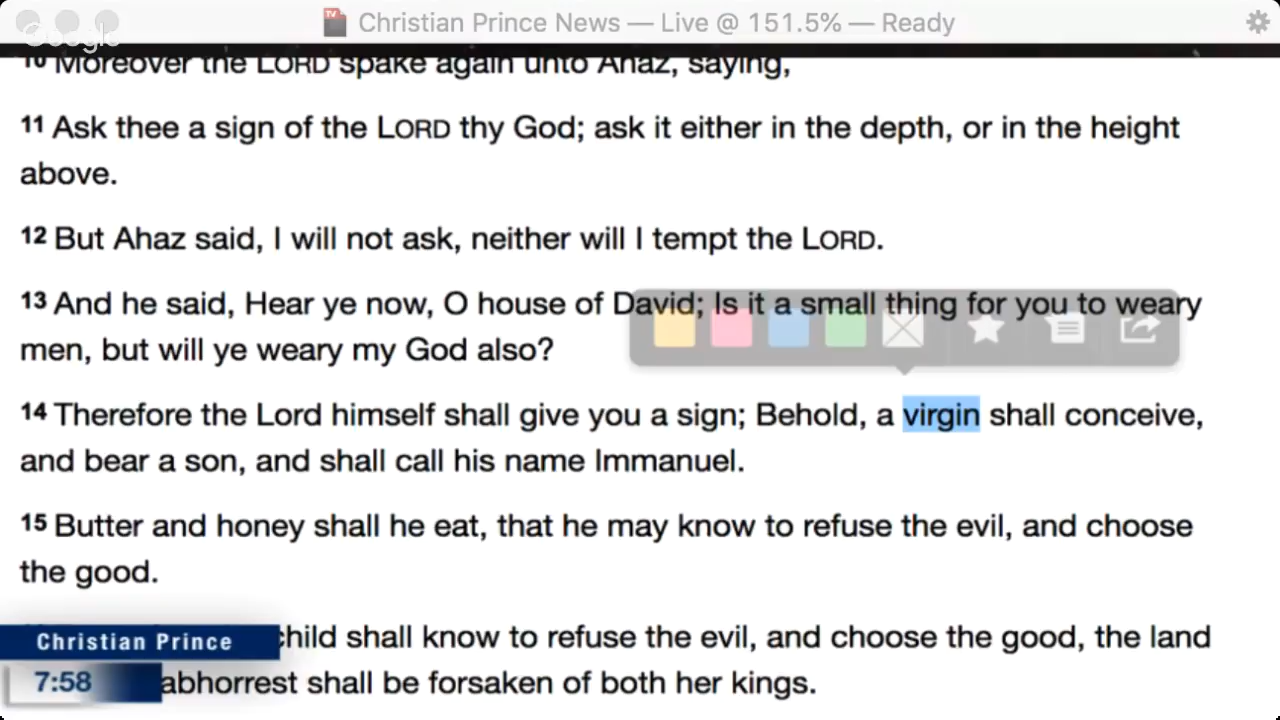 Christian Prince News — Live @ 151.5% — Ready
Google
10 Moreover the LORD spake again unto Ahaz, saying,
11 Ask thee a sign of the LORD thy God; ask it either in the depth, or in the height
above.
12 But Ahaz said, I will not ask, neither will I tempt the LORD.
13 And he said, Hear ye now, O house of David; Is it a small thing for you to weary
men, but will ye weary my God also?
14 Therefore the Lord himself shall give you a sign; Behold, a virgin shall conceive,
and bear a son, and shall call his name Immanuel.
15 Butter and honey shall he eat, that he may know to refuse the evil, and choose
the good.
child shall know to refuse the evil, and choose the good, the land
abhorrest shall be forsaken of both her kings.
Christian Prince
7:58